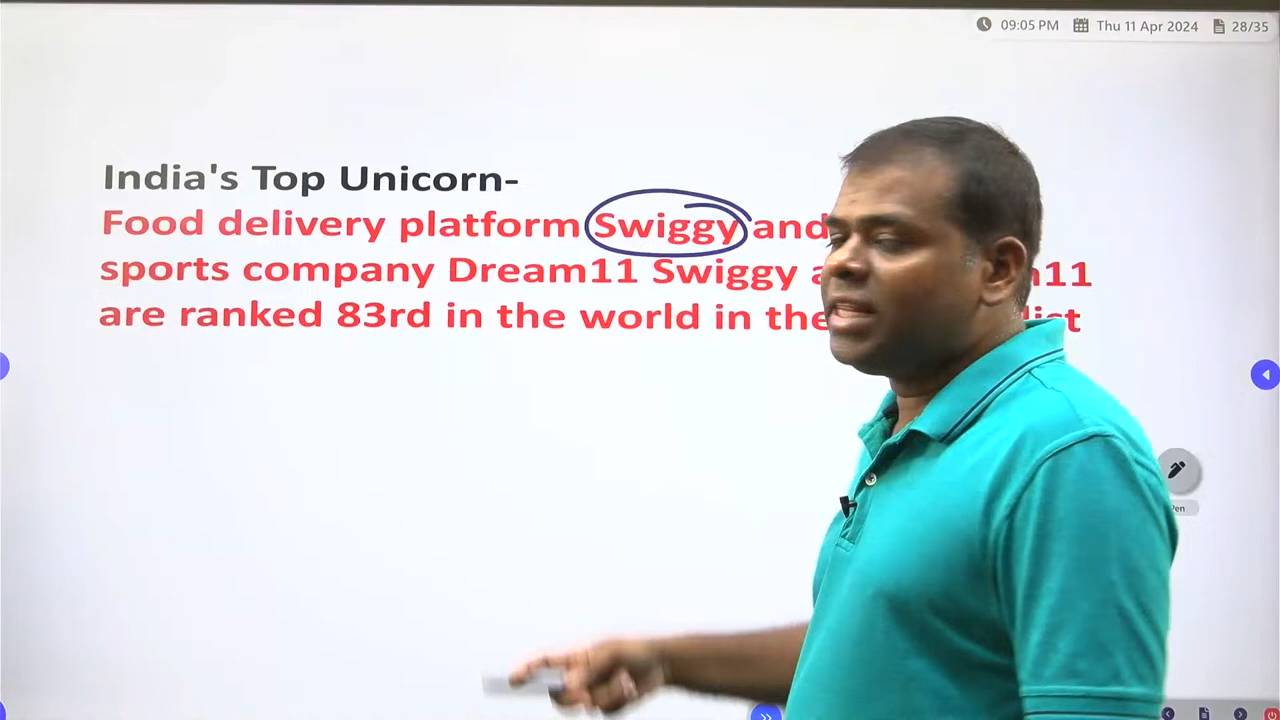 09:05 PM Thu 11 Apr 2024 28/35
India's Top Unicorn-
Food delivery platform Swiggy and
sports company Dream11 Swiggy a 11
are ranked 83rd in the world in the list